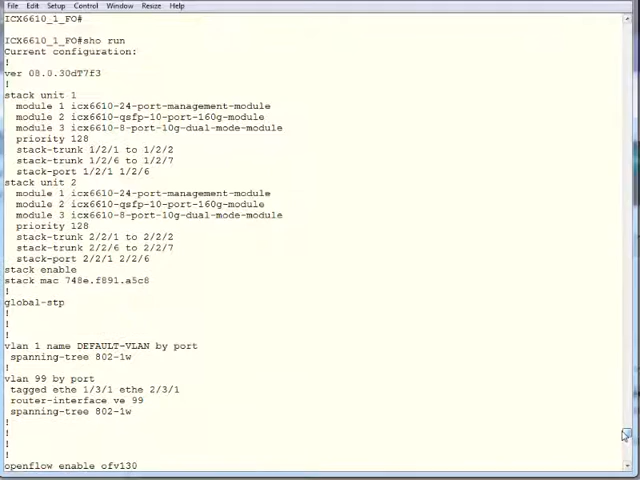 File Edit Setup Control Window Resize Help
ICX6610_1_FO#
ICX6610_1_FO#sho run
Current configuration:
!
ver 08.0.30dT7f3
!
stack unit 1
module 1 icx6610-24-port-management-module
module 2 icx6610-qsfp-10-port-160g-module
module 3 icx6610-8-port-10g-dual-mode-module
priority 128
stack-trunk 1/2/1 to 1/2/2
stack-trunk 1/2/6 to 1/2/7
stack-port 1/2/1 1/2/6
stack unit 2
module 1 icx6610-24-port-management-module
module 2 icx6610-qsfp-10-port-160g-module
module 3 icx6610-8-port-10g-dual-mode-module
priority 128
stack-trunk 2/2/1 to 2/2/2
stack-trunk 2/2/6 to 2/2/7
stack-port 2/2/1 2/2/6
stack enable
stack mac 748e.f891.a5c8
!
global-stp
!
!
!
vlan 1 name DEFAULT-VLAN by port
spanning-tree 802-1w
!
vlan 99 by port
tagged ethe 1/3/1 ethe 2/3/1
router-interface ve 99
spanning-tree 802-1w
!
!
!
!
openflow enable ofv130